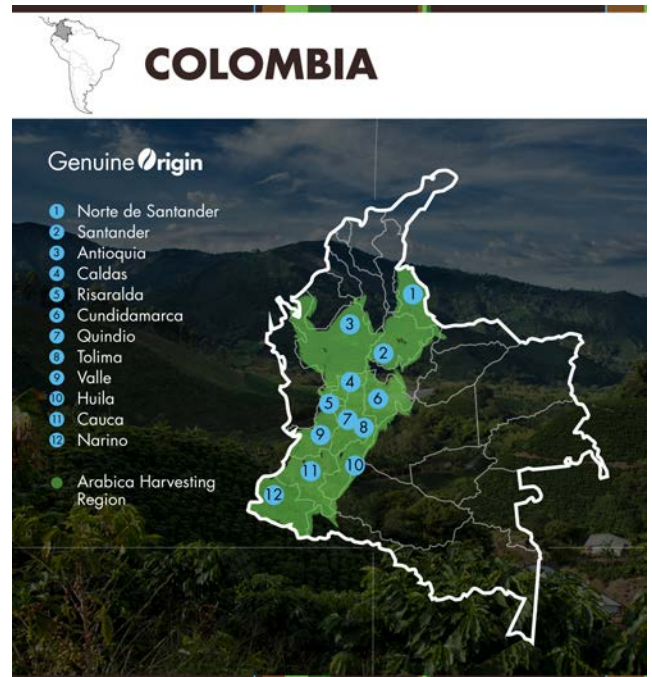 COLOMBIA
Genuine Origin
1 Norte de Santander
2 Santander
3 Antioquia
4 Caldas
5 Risaralda
6 Cundidamarca
7 Quindio
8 Tolima
9 Valle
10 Huila
11 Cauca
12 Narino
Arabica Harvesting
Region
1
3
2
4
6
5
7
8
9
10
11
12